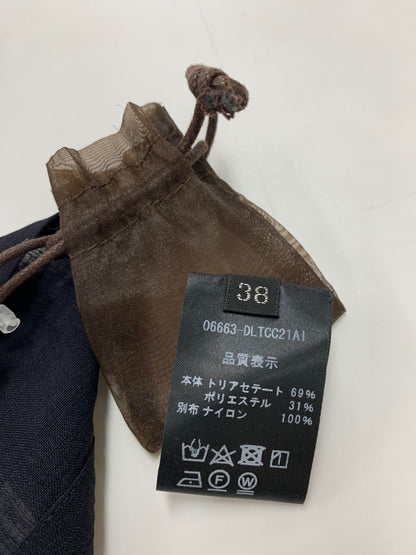 38
06663-DLTCC21AI
品質表示
本体 トリアセテート 69%
ポリエステル 31%
別布 ナイロン 100%
F W